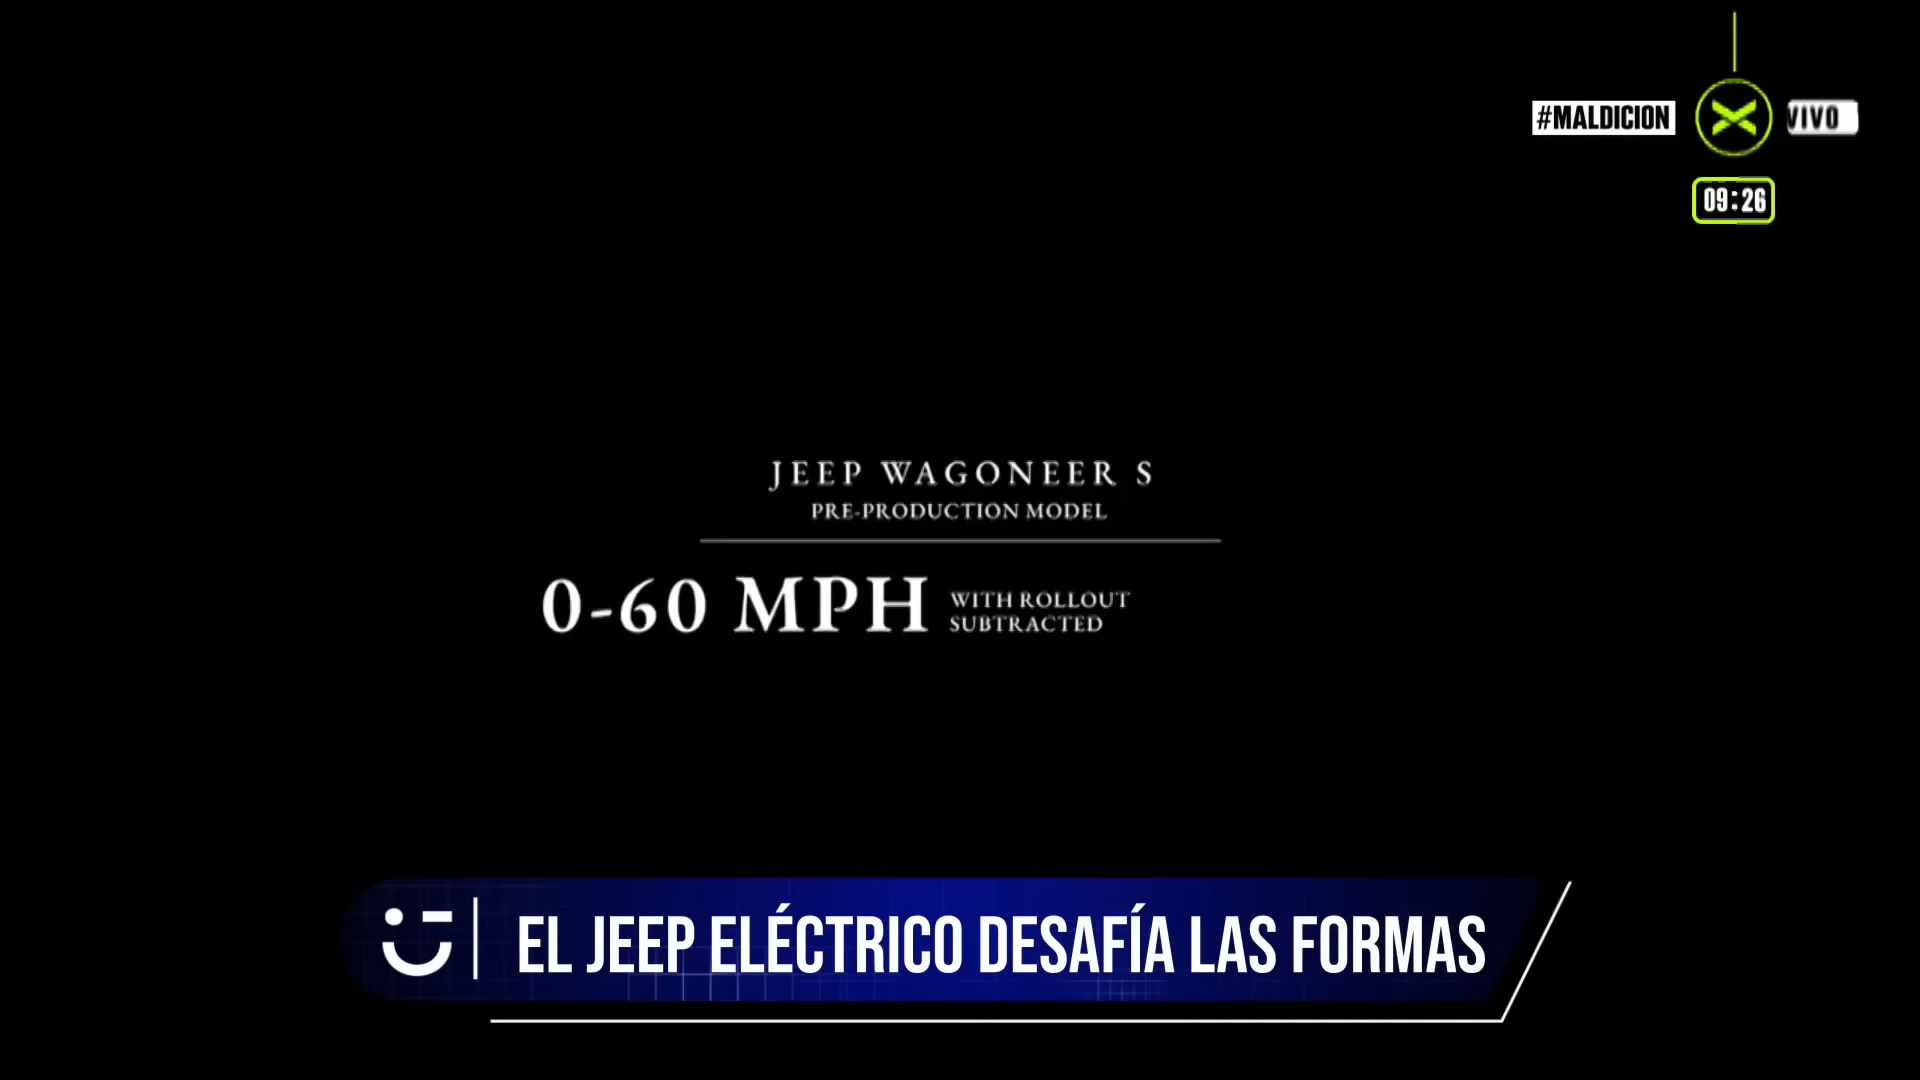 #MALDICION
VIVO
09:26
JEEP WAGONEER S
PRE-PRODUCTION MODEL
0-60 MPH WITH ROLLOUT
SUBTRACTED
EL JEEP ELÉCTRICO DESAFÍA LAS FORMAS